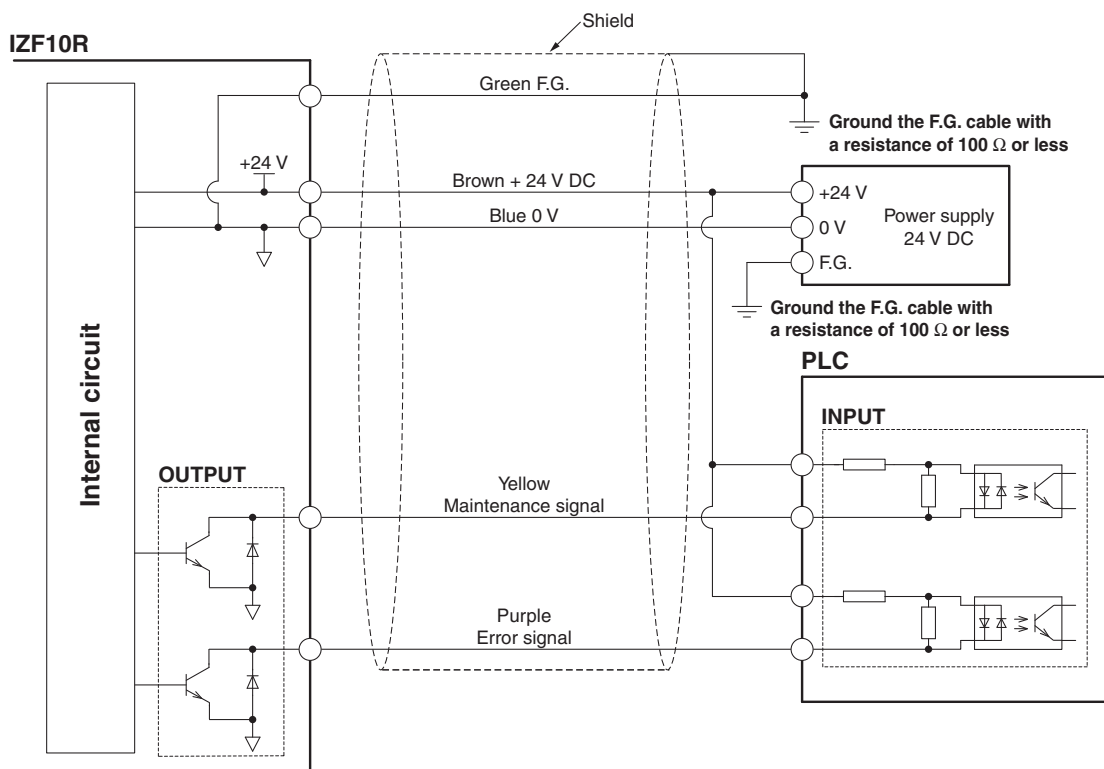 Shield
IZF10R
Green F.G.
Ground the F.G. cable with
a resistance of 100 Ω or less
+24 V
Brown + 24 V DC
+24 V
Blue 0 V
0 V
Power supply
24 V DC
F.G.
Ground the F.G. cable with
a resistance of 100 Ω or less
PLC
Internal circuit
INPUT
OUTPUT
Yellow
Maintenance signal
Purple
Error signal